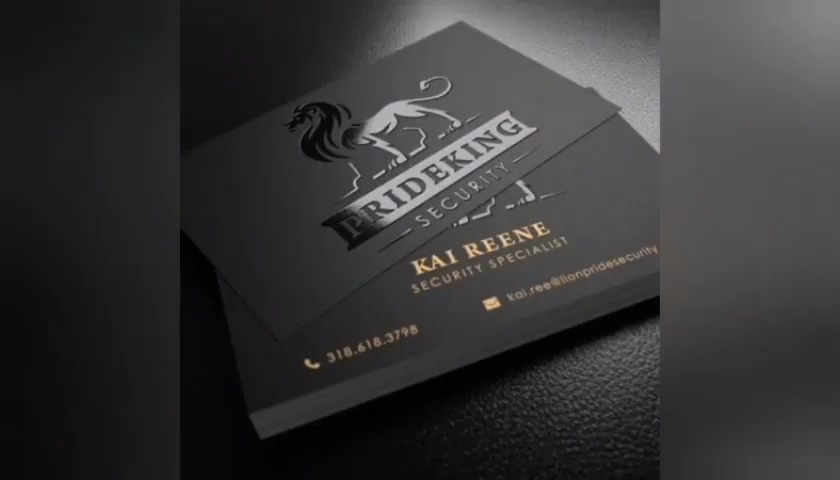 PRIDEKING
SECURITY
KAI REENE
SECURITY SPECIALIST
kai.ree@lionpridesecurity
318.618.3798